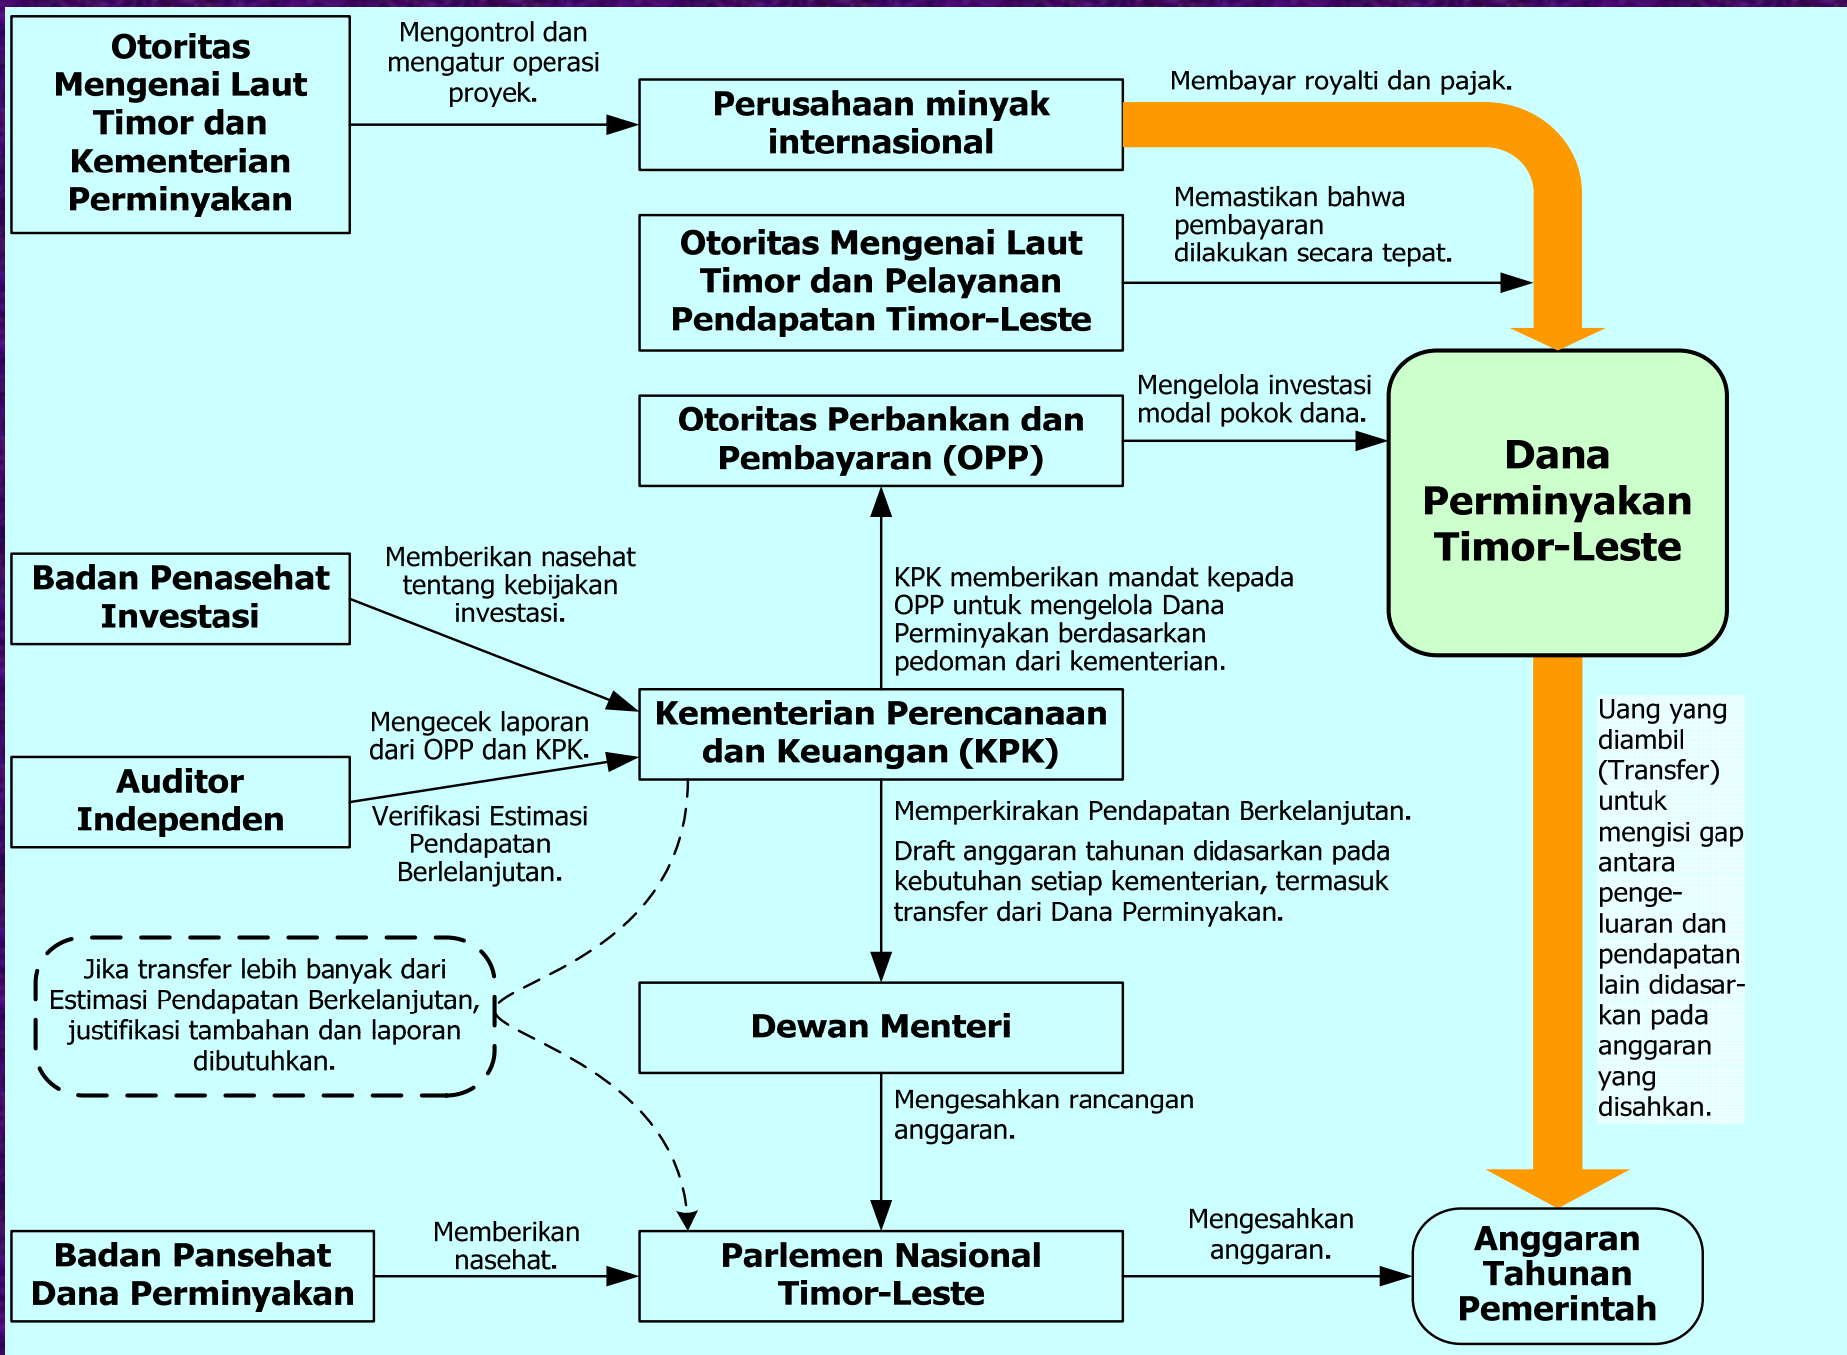 Otoritas
Mengenai Laut
Timor dan
Kementerian
Perminyakan
Mengontrol dan
mengatur operasi
proyek.
Perusahaan minyak
internasional
Membayar royalti dan pajak.
Otoritas Mengenai Laut
Timor dan Pelayanan
Pendapatan Timor-Leste
Memastikan bahwa
pembayaran
dilakukan secara tepat.
Otoritas Perbankan dan
Pembayaran (OPP)
Mengelola investasi
modal pokok dana.
Dana
Perminyakan
Timor-Leste
Badan Penasehat
Investasi
Memberikan nasehat
tentang kebijakan
investasi.
KPK memberikan mandat kepada
OPP untuk mengelola Dana
Perminyakan berdasarkan
pedoman dari kementerian.
Kementerian Perencanaan
dan Keuangan (KPK)
Auditor
Independen
Mengecek laporan
dari OPP dan KPK.
Verifikasi Estimasi
Pendapatan
Berlelanjutan.
Memperkirakan Pendapatan Berkelanjutan.
Draft anggaran tahunan didasarkan pada
kebutuhan setiap kementerian, termasuk
transfer dari Dana Perminyakan.
Uang yang
diambil
(Transfer)
untuk
mengisi gap
antara
penge-
luaran dan
pendapatan
lain didasar-
kan pada
anggaran
yang
disahkan.
Jika transfer lebih banyak dari
Estimasi Pendapatan Berkelanjutan,
justifikasi tambahan dan laporan
dibutuhkan.
Dewan Menteri
Mengesahkan rancangan
anggaran.
Badan Pansehat
Dana Perminyakan
Memberikan
nasehat.
Parlemen Nasional
Timor-Leste
Mengesahkan
anggaran.
Anggaran
Tahunan
Pemerintah